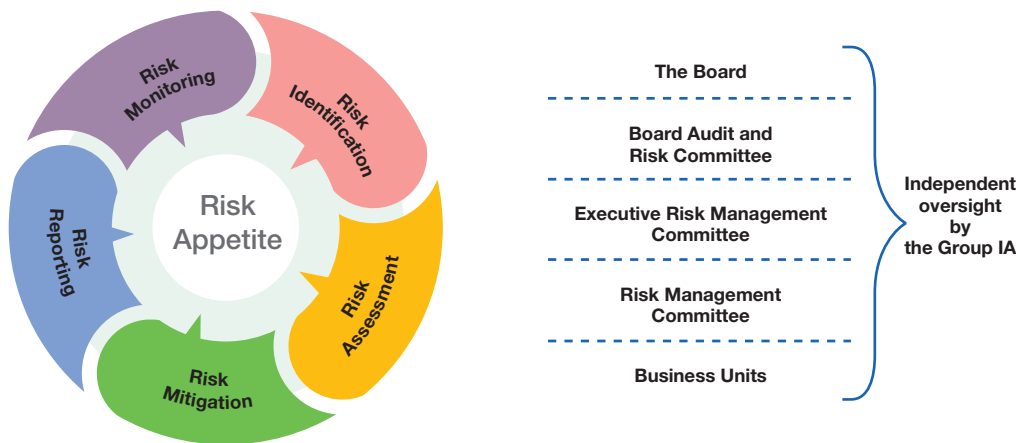 Risk
Monitoring
Risk
Identification
Risk
Assessment
Risk
Mitigation
Risk
Reporting
Risk
Appetite
The Board
Board Audit and
Risk Committee
Executive Risk Management
Committee
Risk Management
Committee
Business Units
Independent
oversight
by
the Group IA